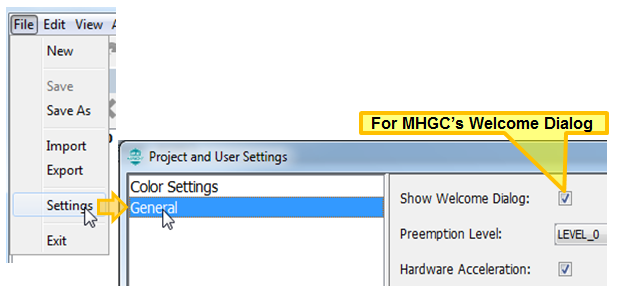 File Edit View
New
Save
Save As
Import
Export
Settings
Exit
For MHGC's Welcome Dialog
Project and User Settings
Color Settings
General
Show Welcome Dialog:
Preemption Level: LEVEL_0
Hardware Acceleration: